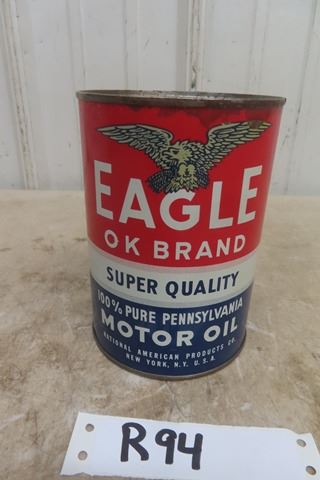 EAGLE
OK BRAND
SUPER QUALITY
100% PURE PENNSYLVANIA
MOTOR OIL
NATIONAL AMERICAN PRODUCTS CO.
NEW YORK, N.Y. U.S.A.
R94